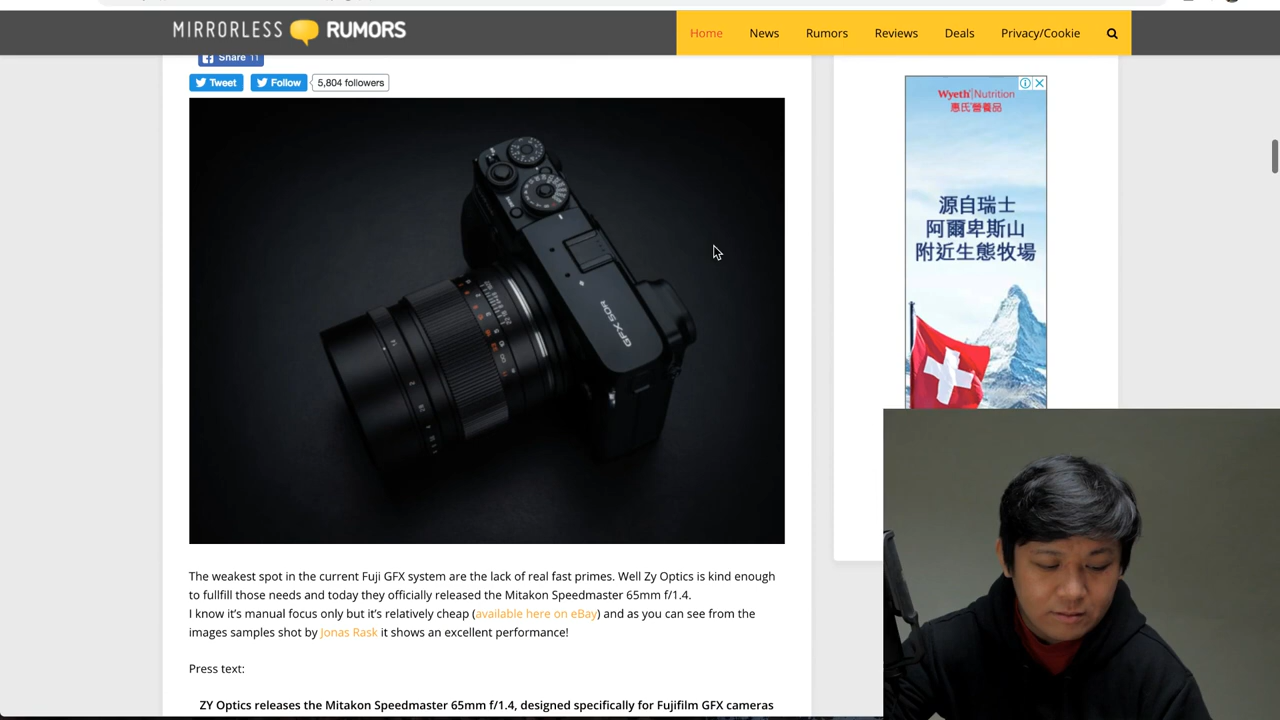 MIRRORLESS RUMORS
Home News Rumors Reviews Deals Privacy/Cookie
Share 11
Tweet Follow 5,804 followers
Wyeth Nutrition
惠氏營養品
源自瑞士
阿爾卑斯山
附近生態牧場
GFX 50R
The weakest spot in the current Fuji GFX system are the lack of real fast primes. Well Zy Optics is kind enough
to fullfill those needs and today they officially released the Mitakon Speedmaster 65mm f/1.4.
I know it’s manual focus only but it’s relatively cheap (available here on eBay) and as you can see from the
images samples shot by Jonas Rask it shows an excellent performance!
Press text:
ZY Optics releases the Mitakon Speedmaster 65mm f/1.4, designed specifically for Fujifilm GFX cameras